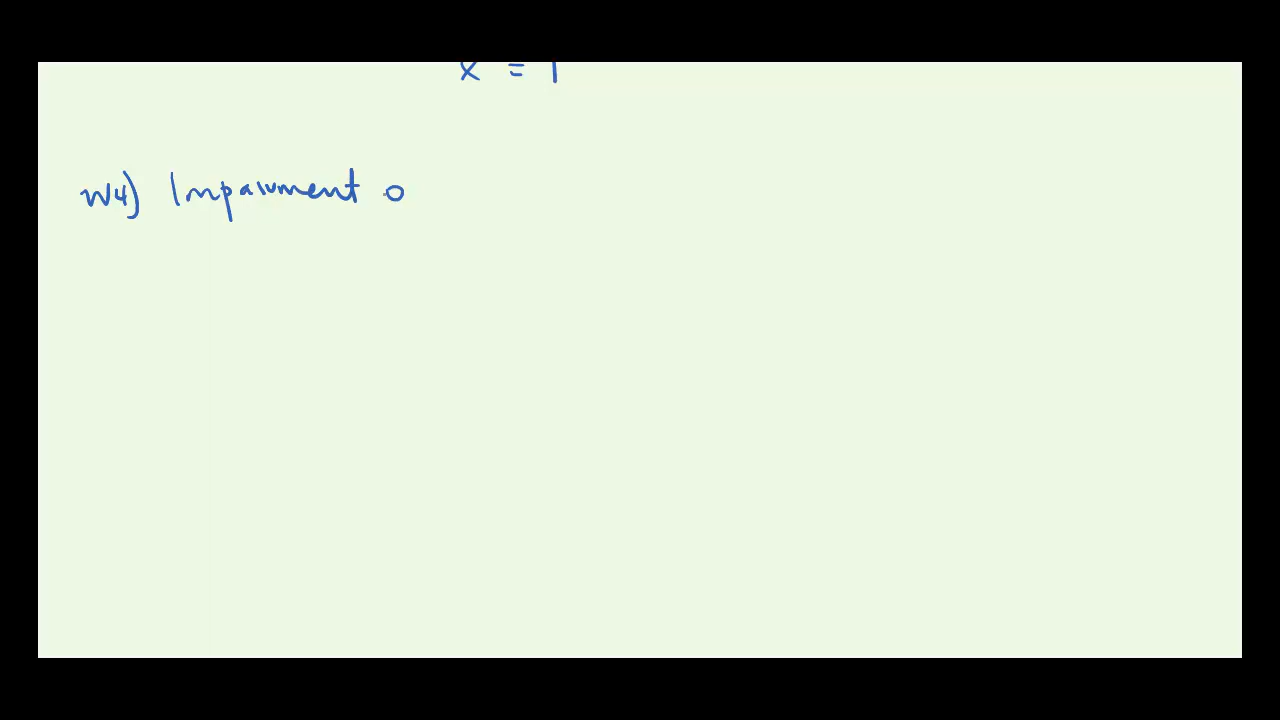 x = 1
W4) Impairment o